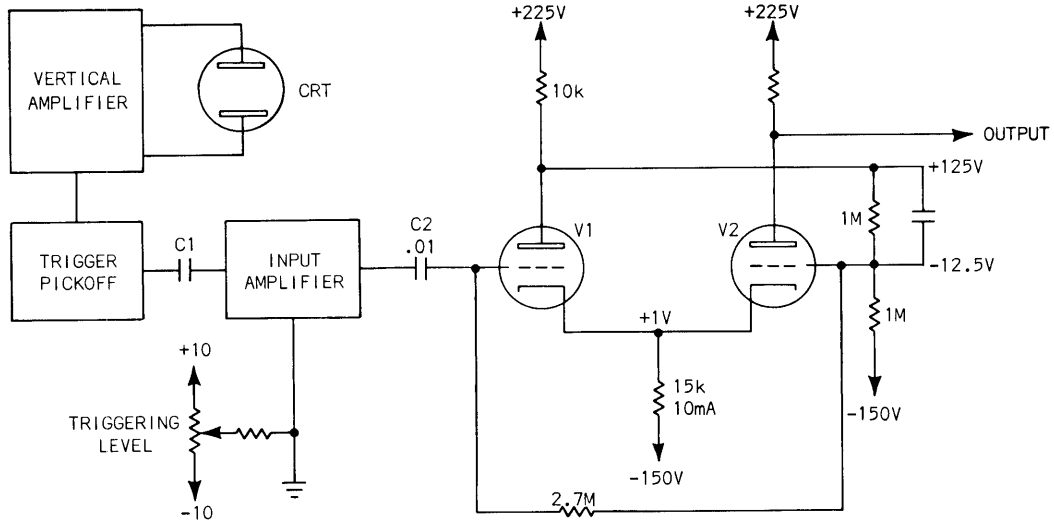 +225V
+225V
VERTICAL
AMPLIFIER
CRT
10k
OUTPUT
+125V
1M
C1
C2
.01
V1
V2
TRIGGER
PICKOFF
INPUT
AMPLIFIER
-12.5V
+1V
1M
+10
15k
10mA
-150V
TRIGGERING
LEVEL
-150V
-10
2.7M